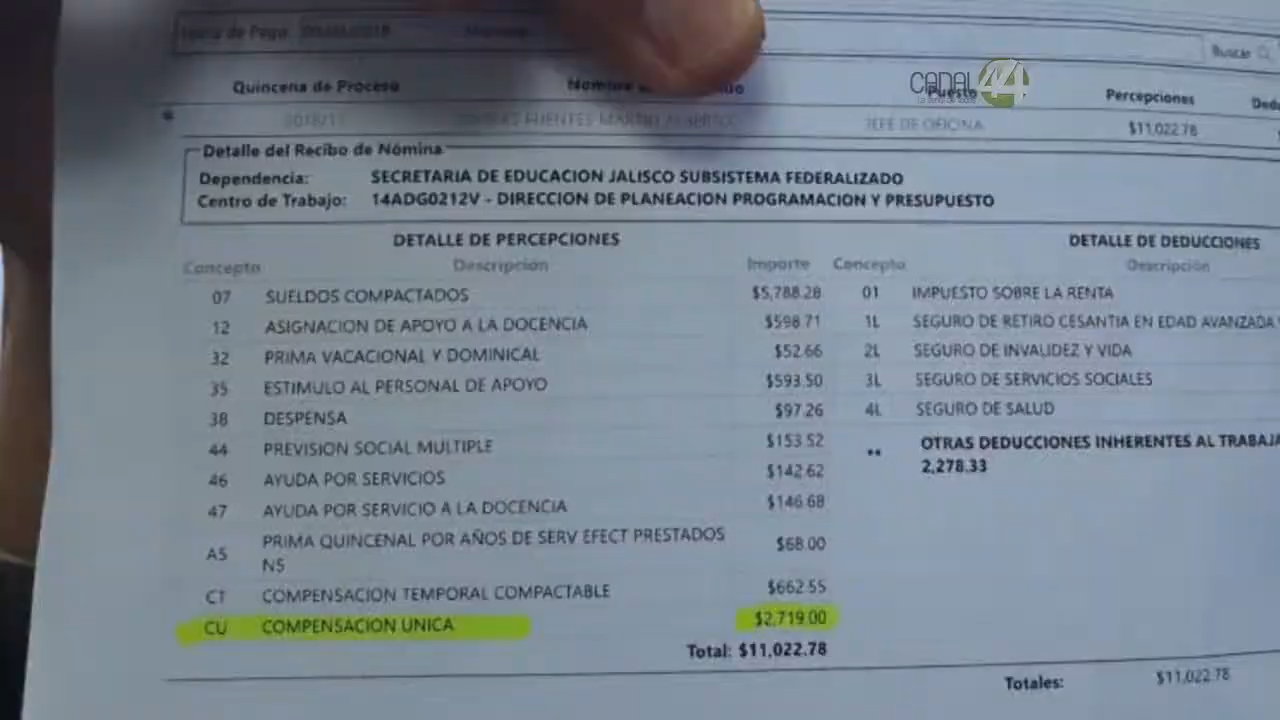 de Pago:
Buscar
CANAL 44
Quincena de Proceso
Puesto
Percepciones
FUENTES
JEFE DE OFICINA
$11,022.78
Detalle del Recibo de Nómina
Dependencia: SECRETARIA DE EDUCACION JALISCO SUBSISTEMA FEDERALIZADO
Centro de Trabajo: 14ADG0212V - DIRECCION DE PLANEACION PROGRAMACION Y PRESUPUESTO
DETALLE DE PERCEPCIONES
DETALLE DE DEDUCCIONES
Concepto Descripción Importe Concepto Descripción
07 SUELDOS COMPACTADOS $5,788.28 01 IMPUESTO SOBRE LA RENTA
12 ASIGNACION DE APOYO A LA DOCENCIA $598.71 1L SEGURO DE RETIRO CESANTIA EN EDAD AVANZADA
32 PRIMA VACACIONAL Y DOMINICAL $52.66 2L SEGURO DE INVALIDEZ Y VIDA
35 ESTIMULO AL PERSONAL DE APOYO $593.50 3L SEGURO DE SERVICIOS SOCIALES
38 DESPENSA $97.26 4L SEGURO DE SALUD
44 PREVISION SOCIAL MULTIPLE $153.52 ** OTRAS DEDUCCIONES INHERENTES AL TRABAJA
2,278.33
46 AYUDA POR SERVICIOS $142.62
47 AYUDA POR SERVICIO A LA DOCENCIA $146.68
A5 PRIMA QUINCENAL POR AÑOS DE SERV EFECT PRESTADOS $68.00
N5
CT COMPENSACION TEMPORAL COMPACTABLE $662.55
CU COMPENSACION UNICA $2,719.00
Total: $11,022.78
Totales: $11,022.78